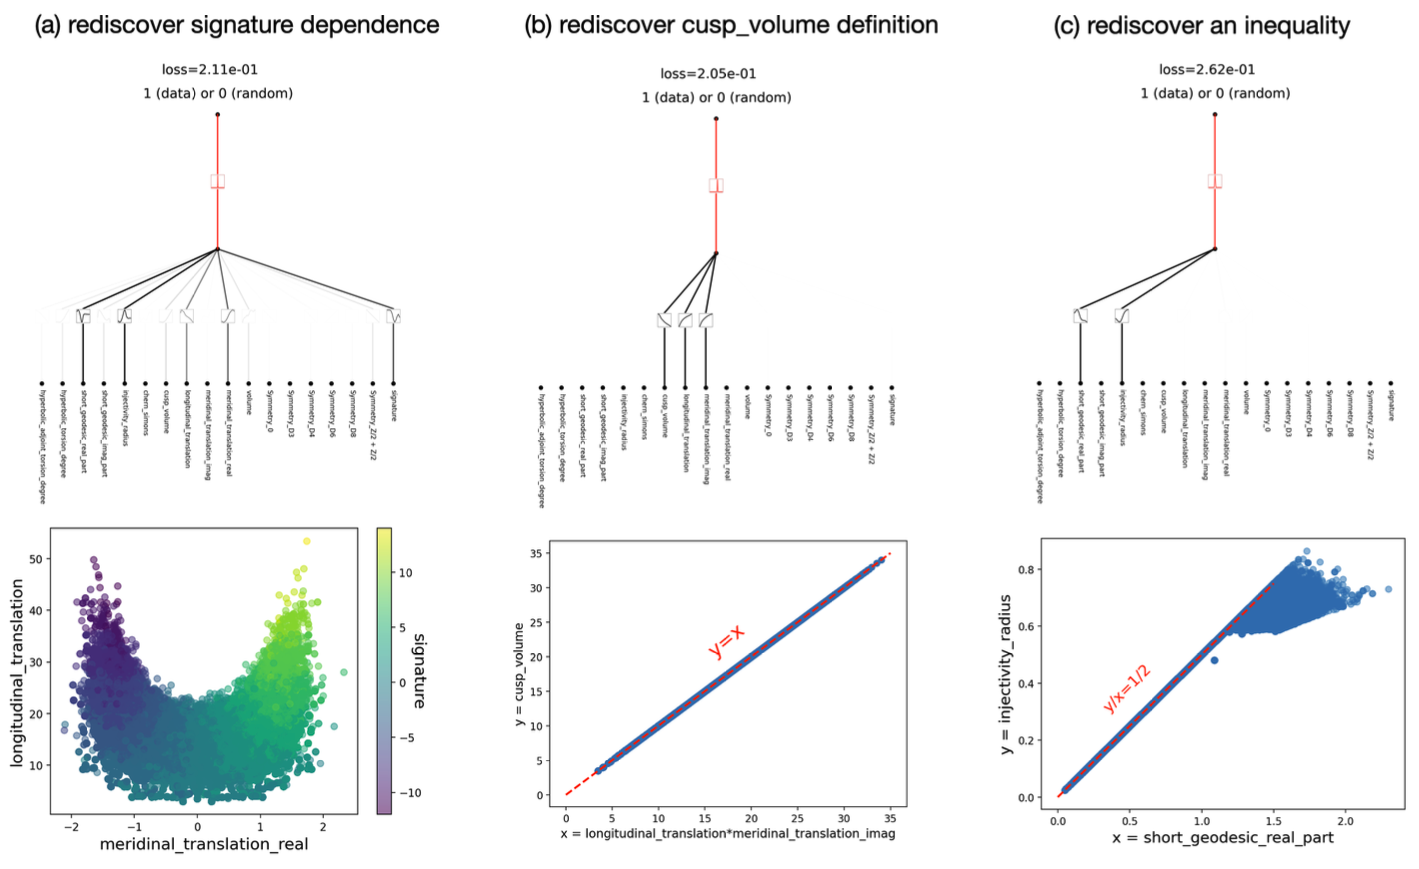 (a) rediscover signature dependence
loss=2.11e-01
1 (data) or 0 (random)
hyperbolic_adjoint_torsion_degree
hyperbolic_torsion_degree
short_geodesic_real_part
short_geodesic_imag_part
injectivity_radius
chern_simons
cusp_volume
longitudinal_translation
meridinal_translation_imag
meridinal_translation_real
volume
Symmetry_0
Symmetry_D3
Symmetry_D4
Symmetry_D6
Symmetry_D8
Symmetry_Z/2 + Z/2
signature
longitudinal_translation
50
40
30
20
10
−2
−1
0
1
2
meridinal_translation_real
10
5
0
−5
−10
signature
(b) rediscover cusp_volume definition
loss=2.05e-01
1 (data) or 0 (random)
hyperbolic_adjoint_torsion_degree
hyperbolic_torsion_degree
short_geodesic_real_part
short_geodesic_imag_part
injectivity_radius
chern_simons
cusp_volume
longitudinal_translation
meridinal_translation_imag
meridinal_translation_real
volume
Symmetry_0
Symmetry_D3
Symmetry_D4
Symmetry_D6
Symmetry_D8
Symmetry_Z/2 + Z/2
signature
y = cusp_volume
35
30
25
20
15
10
5
0
y=x
0
5
10
15
20
25
30
35
x = longitudinal_translation*meridinal_translation_imag
(c) rediscover an inequality
loss=2.62e-01
1 (data) or 0 (random)
hyperbolic_adjoint_torsion_degree
hyperbolic_torsion_degree
short_geodesic_real_part
short_geodesic_imag_part
injectivity_radius
chern_simons
cusp_volume
longitudinal_translation
meridinal_translation_imag
meridinal_translation_real
volume
Symmetry_0
Symmetry_D3
Symmetry_D4
Symmetry_D6
Symmetry_D8
Symmetry_Z/2 + Z/2
signature
y = injectivity_radius
0.8
0.6
0.4
0.2
0.0
y/x=1/2
0.0
0.5
1.0
1.5
2.0
x = short_geodesic_real_part